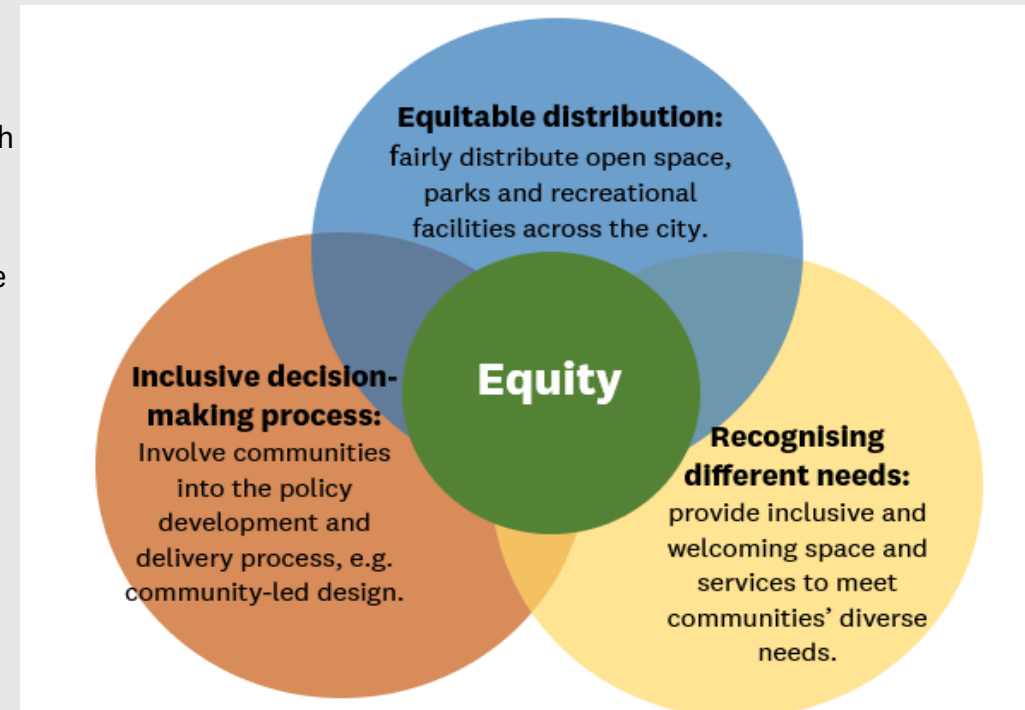 h
e
Equitable distribution:
fairly distribute open space,
parks and recreational
facilities across the city.
Equity
Inclusive decision-
making process:
Involve communities
into the policy
development and
delivery process, e.g.
community-led design.
Recognising
different needs:
provide inclusive and
welcoming space and
services to meet
communities’ diverse
needs.